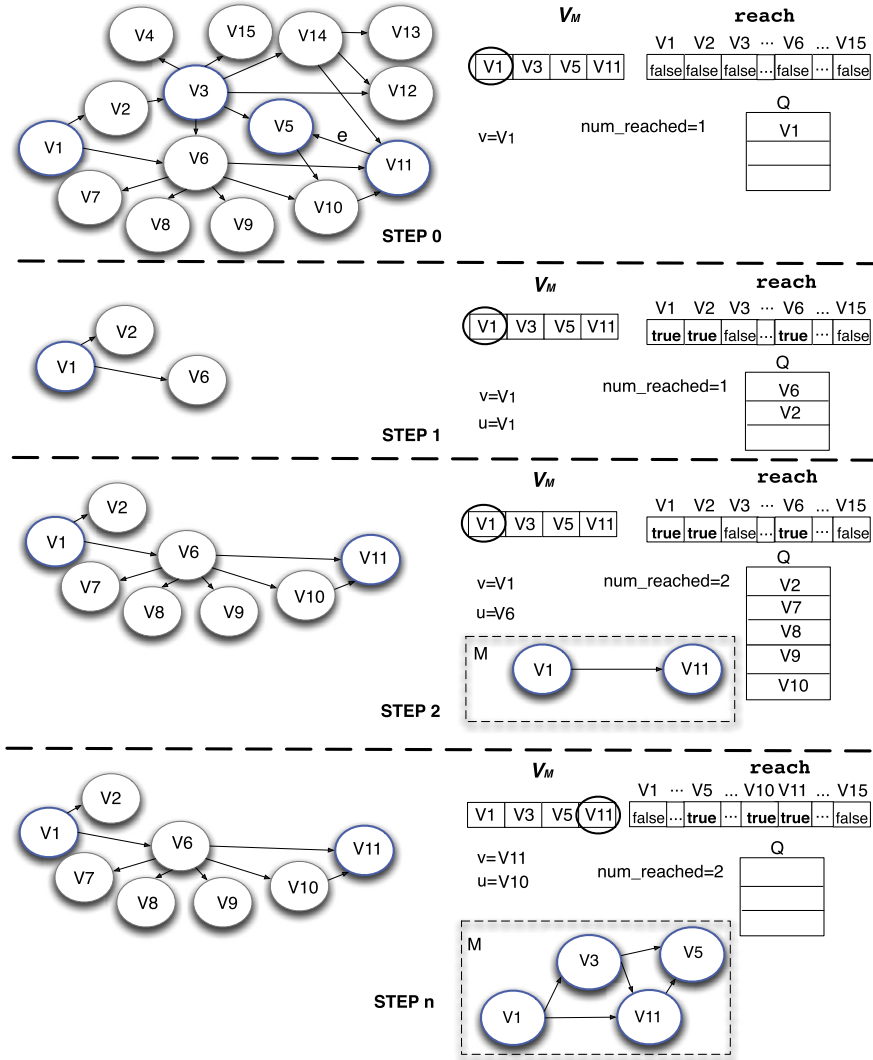 V4 V15 V14 V13
V3 V12
V2
V5 e
V1 V6 V11
V7 V10
V8 V9
STEP 0
VM reach
V1 V2 V3 ... V6 ... V15
V1 V3 V5 V11 false false false ... false ... false
Q
v=V1 num_reached=1 V1
V2
V1
V6
STEP 1
VM reach
V1 V2 V3 ... V6 ... V15
V1 V3 V5 V11 true true false ... true ... false
Q
v=V1 num_reached=1 V6
u=V1 V2
V2
V1 V6 V11
V7 V10
V8 V9
STEP 2
VM reach
V1 V2 V3 ... V6 ... V15
V1 V3 V5 V11 true true false ... true ... false
Q
v=V1 num_reached=2 V2
u=V6 V7
V8
V9
V10
M
V1 V11
V2
V1 V6 V11
V7 V10
V8 V9
STEP n
VM reach
V1 ... V5 ... V10 V11 ... V15
V1 V3 V5 V11 false ... true ... true true ... false
Q
v=V11 num_reached=2
u=V10
M
V3 V5
V1 V11